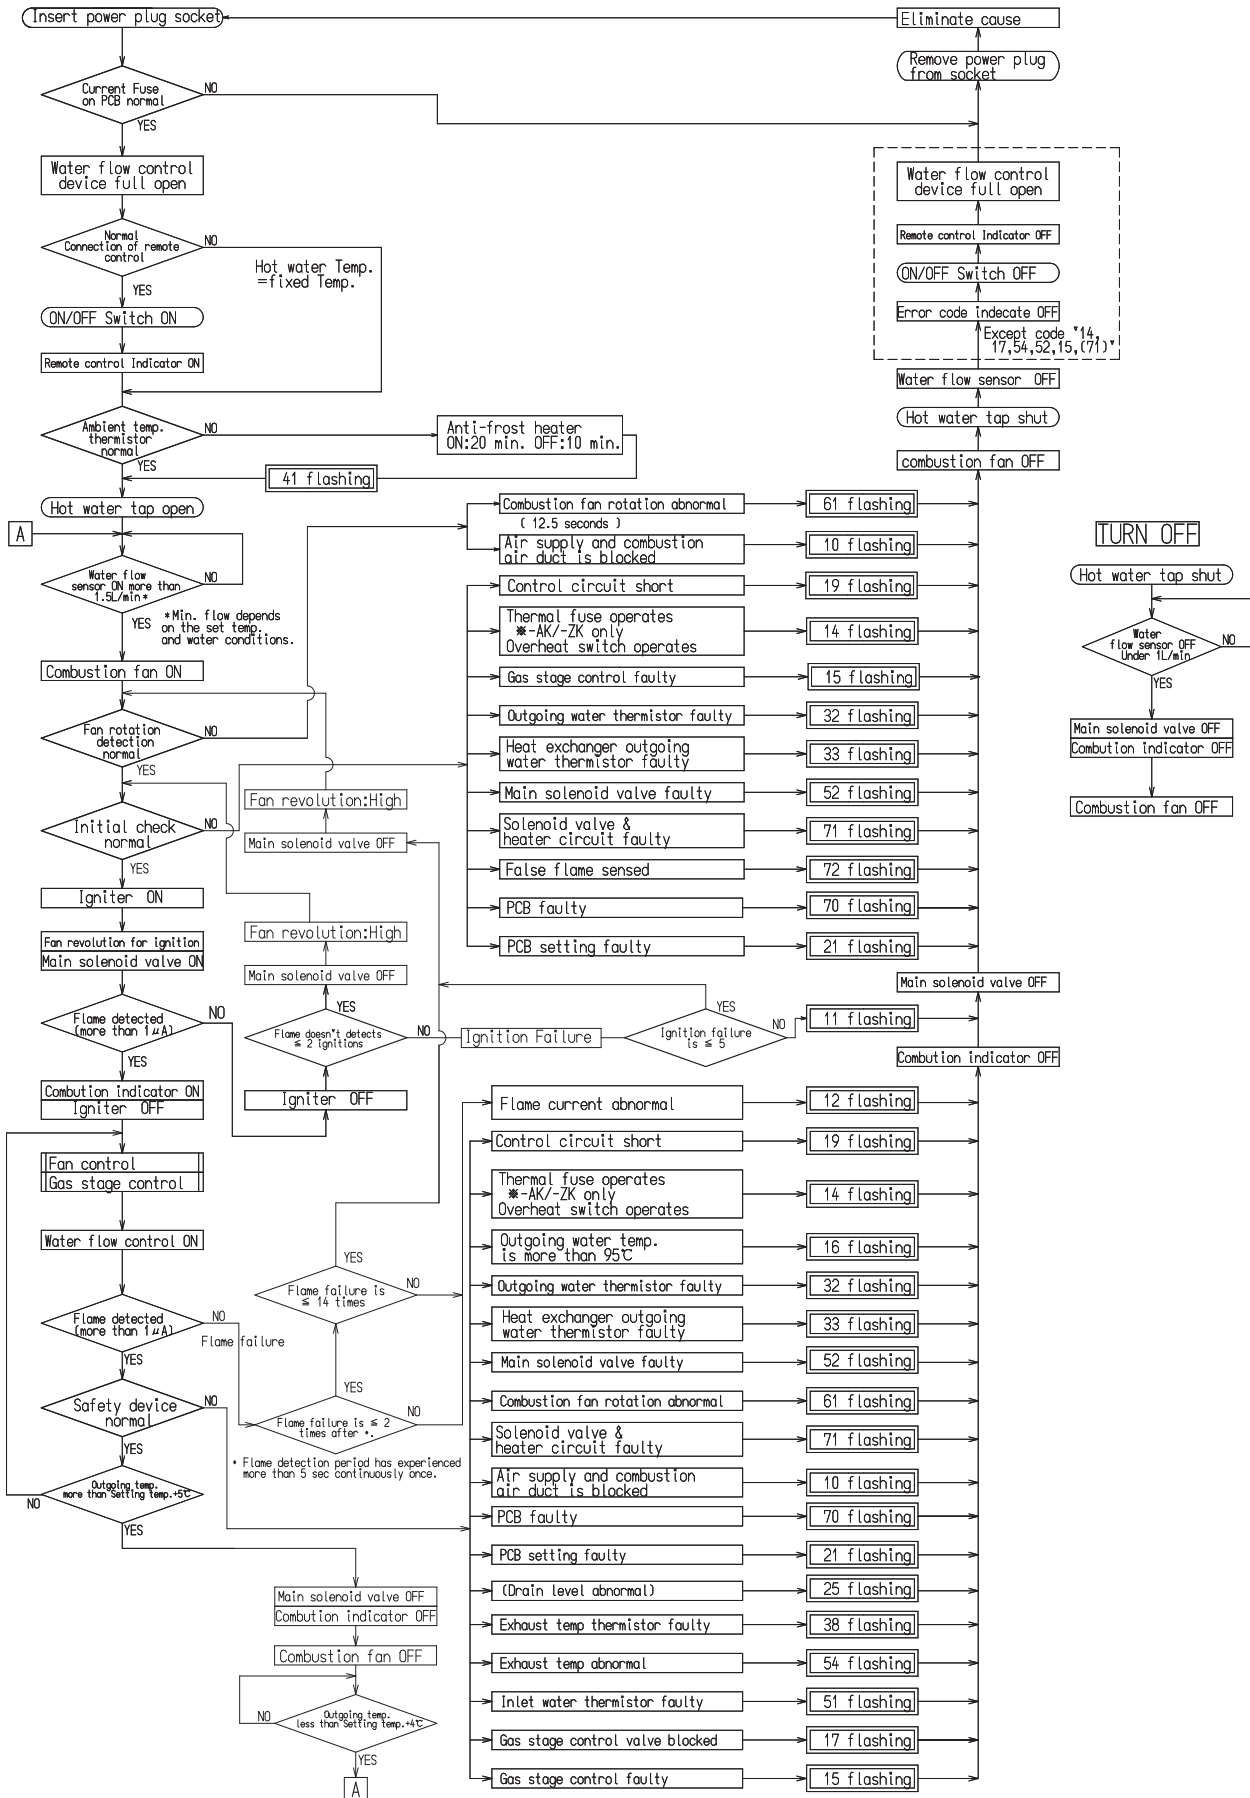 Insert power plug socket
Current Fuse
on PCB normal
NO
YES
Water flow control
device full open
Normal
Connection of remote
control
NO
Hot water Temp.
=fixed Temp.
YES
ON/OFF Switch ON
Remote control Indicator ON
Ambient temp.
thermistor
normal
NO
Anti-frost heater
ON:20 min. OFF:10 min.
YES
41 flashing
Hot water tap open
A
Water flow
sensor ON more than
1.5L/min*
NO
YES
*Min. flow depends
on the set temp.
and water conditions.
Combustion fan ON
Fan rotation
detection
normal
NO
YES
Initial check
normal
NO
YES
Igniter ON
Fan revolution for ignition
Main solenoid valve ON
Flame detected
(more than 1μA)
NO
YES
Combution indicator ON
Igniter OFF
Fan control
Gas stage control
Water flow control ON
Flame detected
(more than 1μA)
NO
Flame failure
YES
Safety device
normal
NO
YES
Outgoing temp.
more than Setting temp.+5℃
NO
YES
Fan revolution:High
Main solenoid valve OFF
Fan revolution:High
Main solenoid valve OFF
YES
Flame doesn"t detects
≦ 2 ignitions
NO
Igniter OFF
Ignition Failure
YES
Ignition failure
is ≦ 5
NO
11 flashing
YES
Flame failure is
≦ 14 times
NO
YES
Flame failure is ≦ 2
times after •.
NO
• Flame detection period has experienced
more than 5 sec continuously once.
Main solenoid valve OFF
Combution indicator OFF
Combustion fan OFF
Outgoing temp.
less than Setting temp.+4℃
NO
YES
A
Combustion fan rotation abnormal
61 flashing
( 12.5 seconds )
Air supply and combustion
air duct is blocked
10 flashing
Control circuit short
19 flashing
Thermal fuse operates
※-AK/-ZK only
Overheat switch operates
14 flashing
Gas stage control faulty
15 flashing
Outgoing water thermistor faulty
32 flashing
Heat exchanger outgoing
water thermistor faulty
33 flashing
Main solenoid valve faulty
52 flashing
Solenoid valve &
heater circuit faulty
71 flashing
False flame sensed
72 flashing
PCB faulty
70 flashing
PCB setting faulty
21 flashing
Flame current abnormal
12 flashing
Control circuit short
19 flashing
Thermal fuse operates
※-AK/-ZK only
Overheat switch operates
14 flashing
Outgoing water temp.
is more than 95℃
16 flashing
Outgoing water thermistor faulty
32 flashing
Heat exchanger outgoing
water thermistor faulty
33 flashing
Main solenoid valve faulty
52 flashing
Combustion fan rotation abnormal
61 flashing
Solenoid valve &
heater circuit faulty
71 flashing
Air supply and combustion
air duct is blocked
10 flashing
PCB faulty
70 flashing
PCB setting faulty
21 flashing
(Drain level abnormal)
25 flashing
Exhaust temp thermistor faulty
38 flashing
Exhaust temp abnormal
54 flashing
Inlet water thermistor faulty
51 flashing
Gas stage control valve blocked
17 flashing
Gas stage control faulty
15 flashing
Eliminate cause
Remove power plug
from socket
Water flow control
device full open
Remote control Indicator OFF
ON/OFF Switch OFF
Error code indecate OFF
Except code "14,
17,54,52,15,(71)"
Water flow sensor OFF
Hot water tap shut
combustion fan OFF
Main solenoid valve OFF
Combution indicator OFF
TURN OFF
Hot water tap shut
Water
flow sensor OFF
Under 1L/min
NO
YES
Main solenoid valve OFF
Combution indicator OFF
Combustion fan OFF